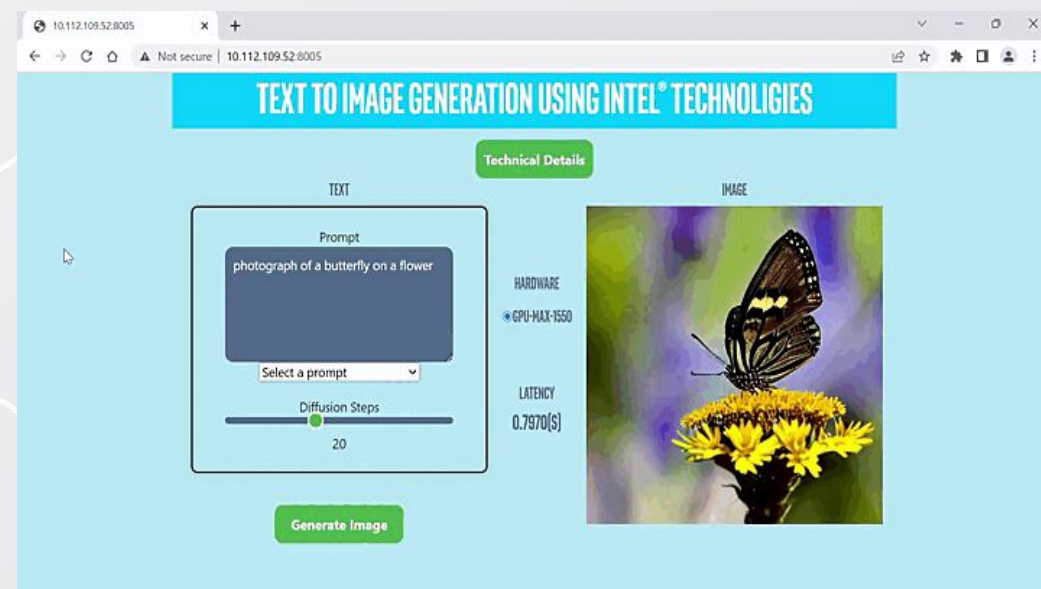 10.112.109.52:8005
Not secure | 10.112.109.52:8005
TEXT TO IMAGE GENERATION USING INTEL® TECHNOLIGIES
Technical Details
TEXT
Prompt
photograph of a butterfly on a flower
Select a prompt
Diffusion Steps
20
Generate Image
HARDWARE
GPU-MAX-1550
LATENCY
0.7970(S)
IMAGE